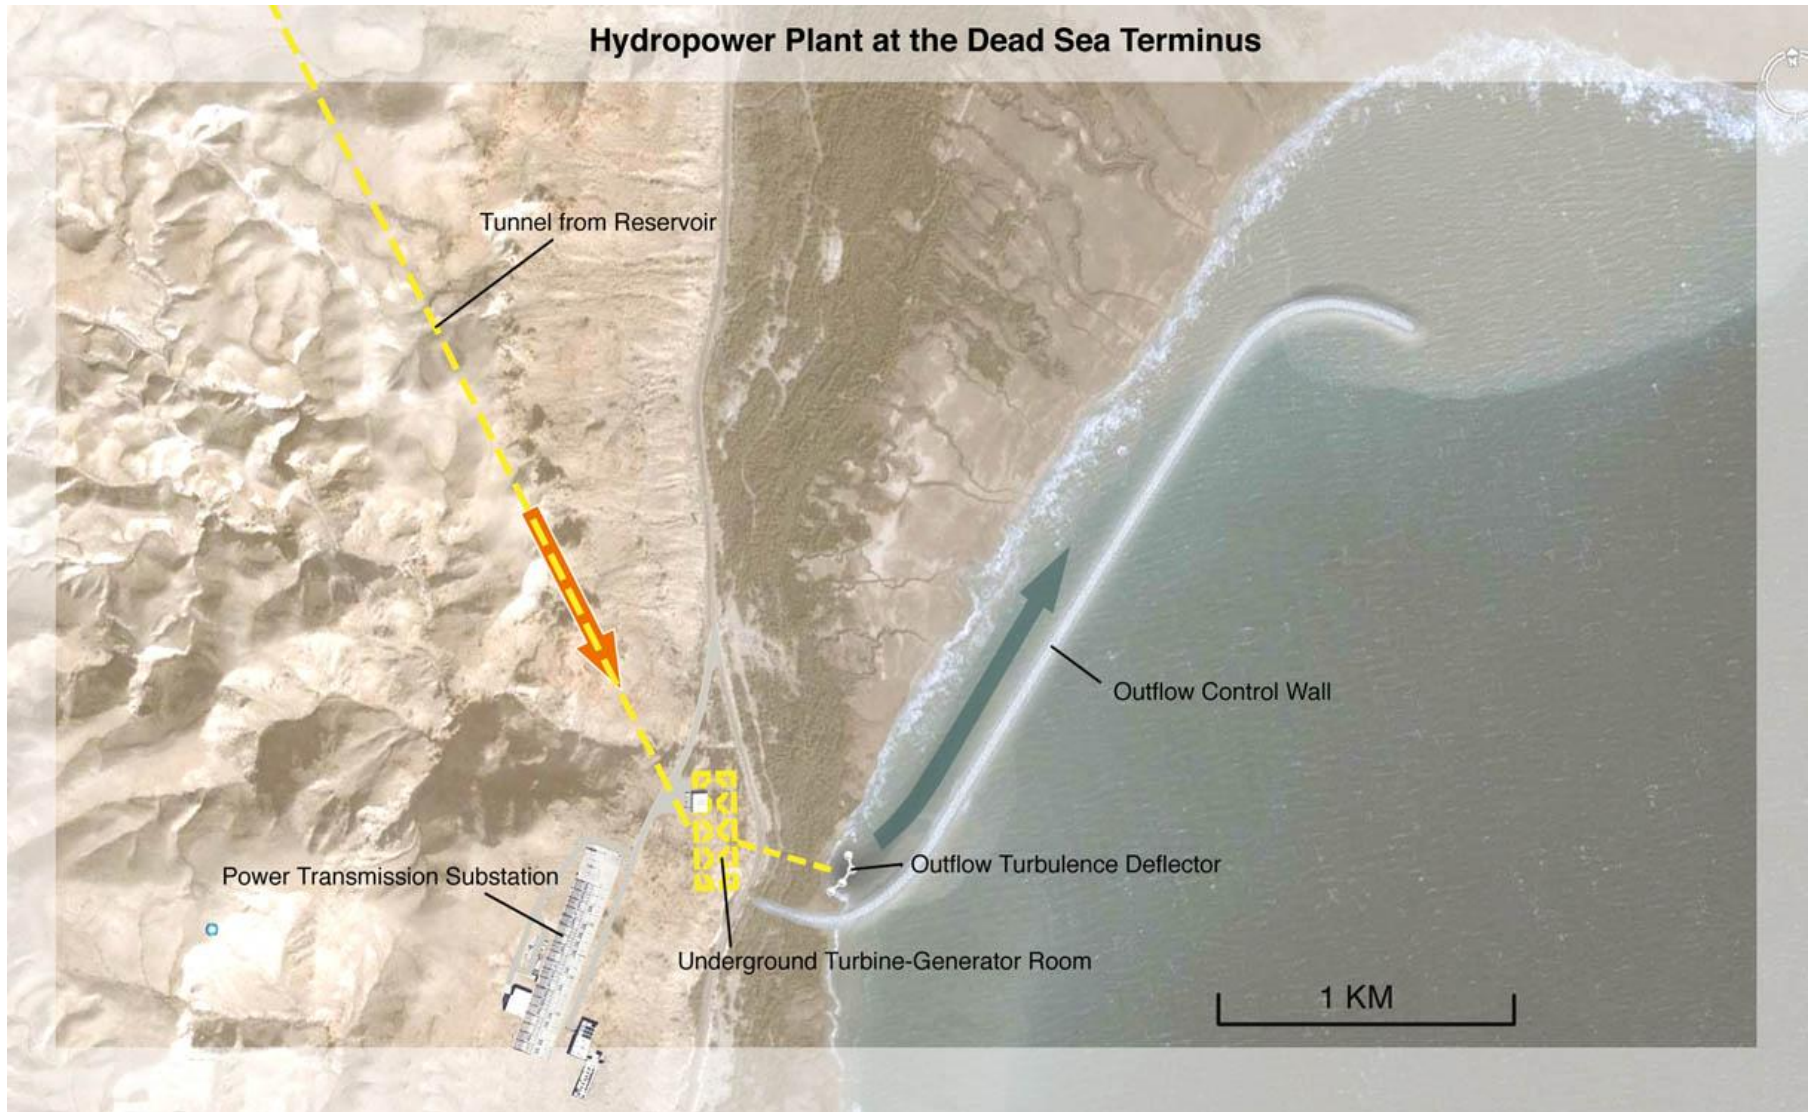 Hydropower Plant at the Dead Sea Terminus
N
Tunnel from Reservoir
Outflow Control Wall
Outflow Turbulence Deflector
Power Transmission Substation
Underground Turbine-Generator Room
1 KM